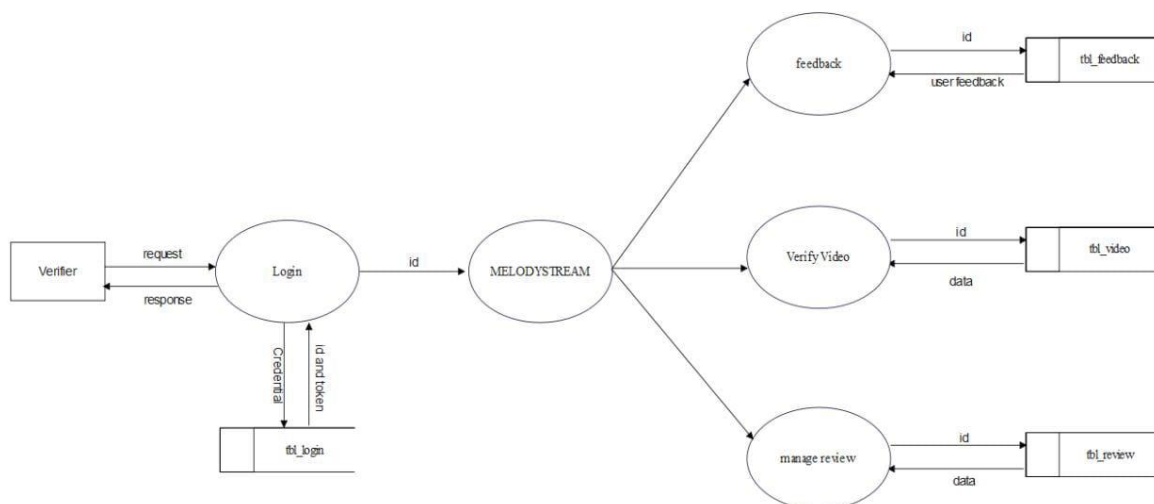 id
feedback
tbl_feedback
user feedback
request
Verifier
Login
response
id
MELODYSTREAM
id
Verify Video
tbl_video
data
Credential
id and token
tbl_login
id
manage review
tbl_review
data